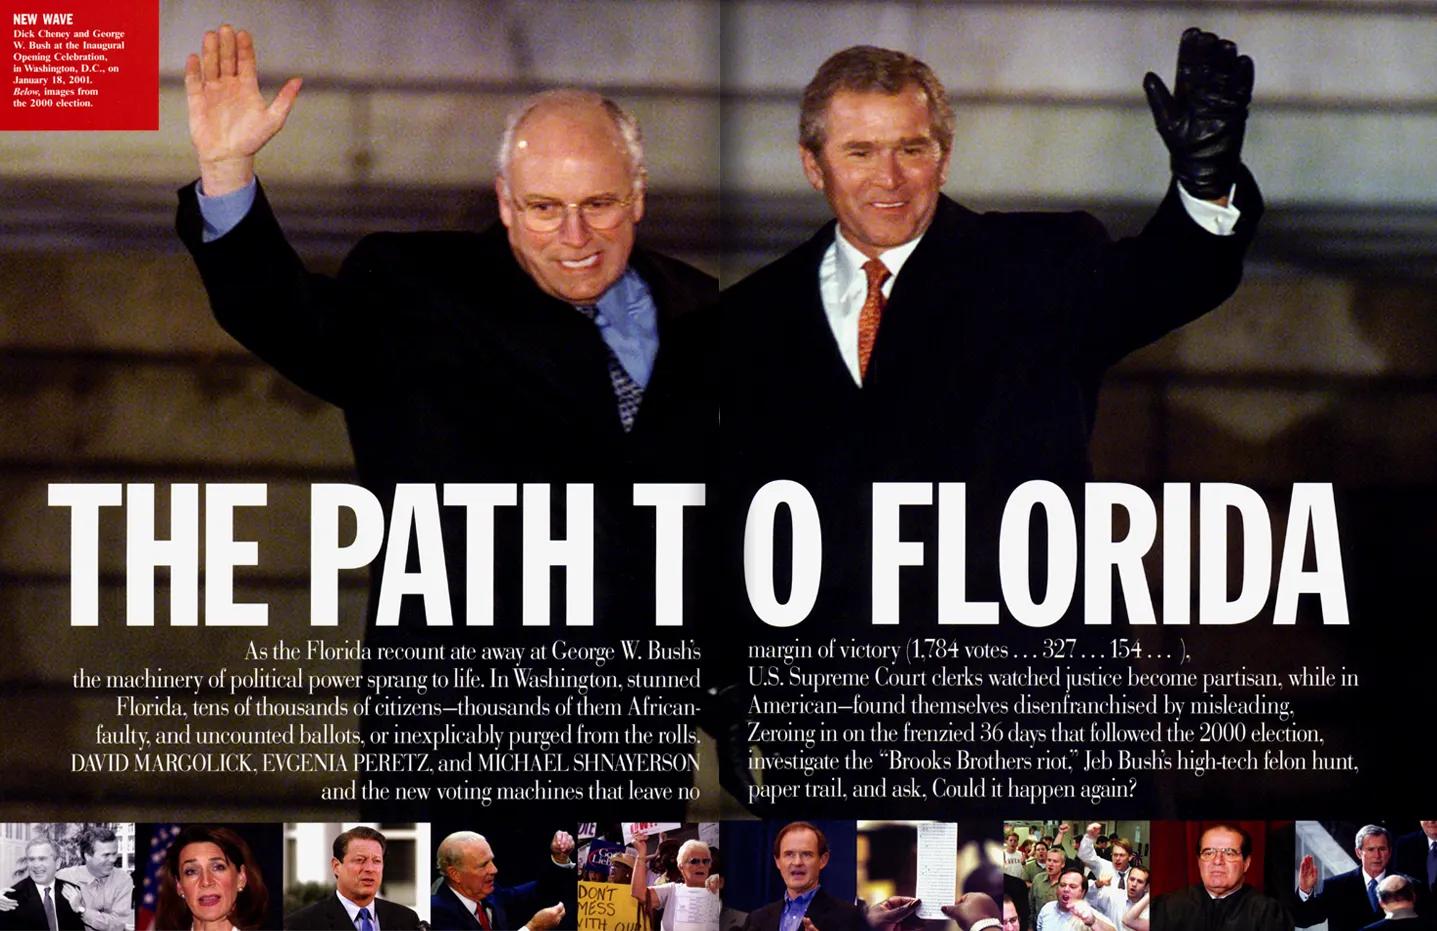 NEW WAVE
Dick Cheney and George
W. Bush at the Inaugural
Opening Celebration,
in Washington, D.C., on
January 18, 2001.
Below, images from
the 2000 election.
THE PATH TO FLORIDA
As the Florida recount ate away at George W. Bush's margin of victory (1,784 votes . . . 327 . . . 154 . . . ),
the machinery of political power sprang to life. In Washington, stunned U.S. Supreme Court clerks watched justice become partisan, while in
Florida, tens of thousands of citizens—thousands of them African-American—found themselves disenfranchised by misleading,
faulty, and uncounted ballots, or inexplicably purged from the rolls. Zeroing in on the frenzied 36 days that followed the 2000 election,
DAVID MARGOLICK, EVGENIA PERETZ, and MICHAEL SHNAYERSON investigate the “Brooks Brothers riot,” Jeb Bush's high-tech felon hunt,
and the new voting machines that leave no paper trail, and ask, Could it happen again?
DON'T
MESS
WITH OUR